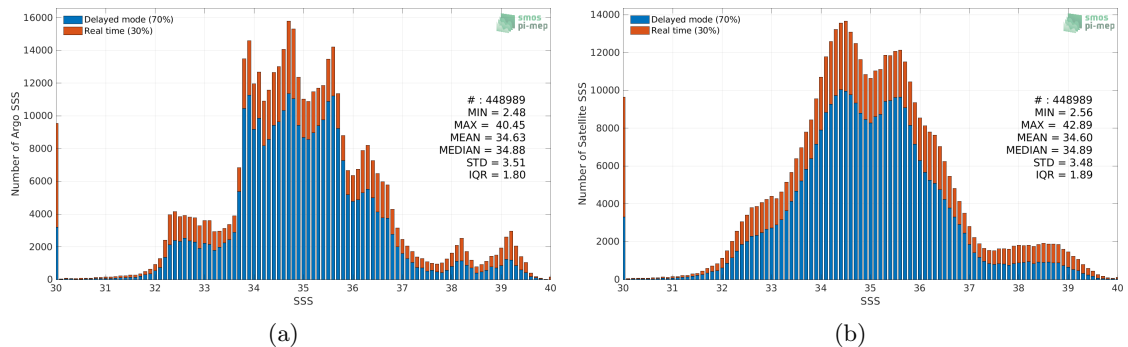 Delayed mode (70%)
Real time (30%)
smos
pi-mep
# : 448989
MIN = 2.48
MAX = 40.45
MEAN = 34.63
MEDIAN = 34.88
STD = 3.51
IQR = 1.80
Number of Argo SSS
16000
14000
12000
10000
8000
6000
4000
2000
0
30 31 32 33 34 35 36 37 38 39 40
SSS
(a)
Delayed mode (70%)
Real time (30%)
smos
pi-mep
# : 448989
MIN = 2.56
MAX = 42.89
MEAN = 34.60
MEDIAN = 34.89
STD = 3.48
IQR = 1.89
Number of Satellite SSS
14000
12000
10000
8000
6000
4000
2000
0
30 31 32 33 34 35 36 37 38 39 40
SSS
(b)